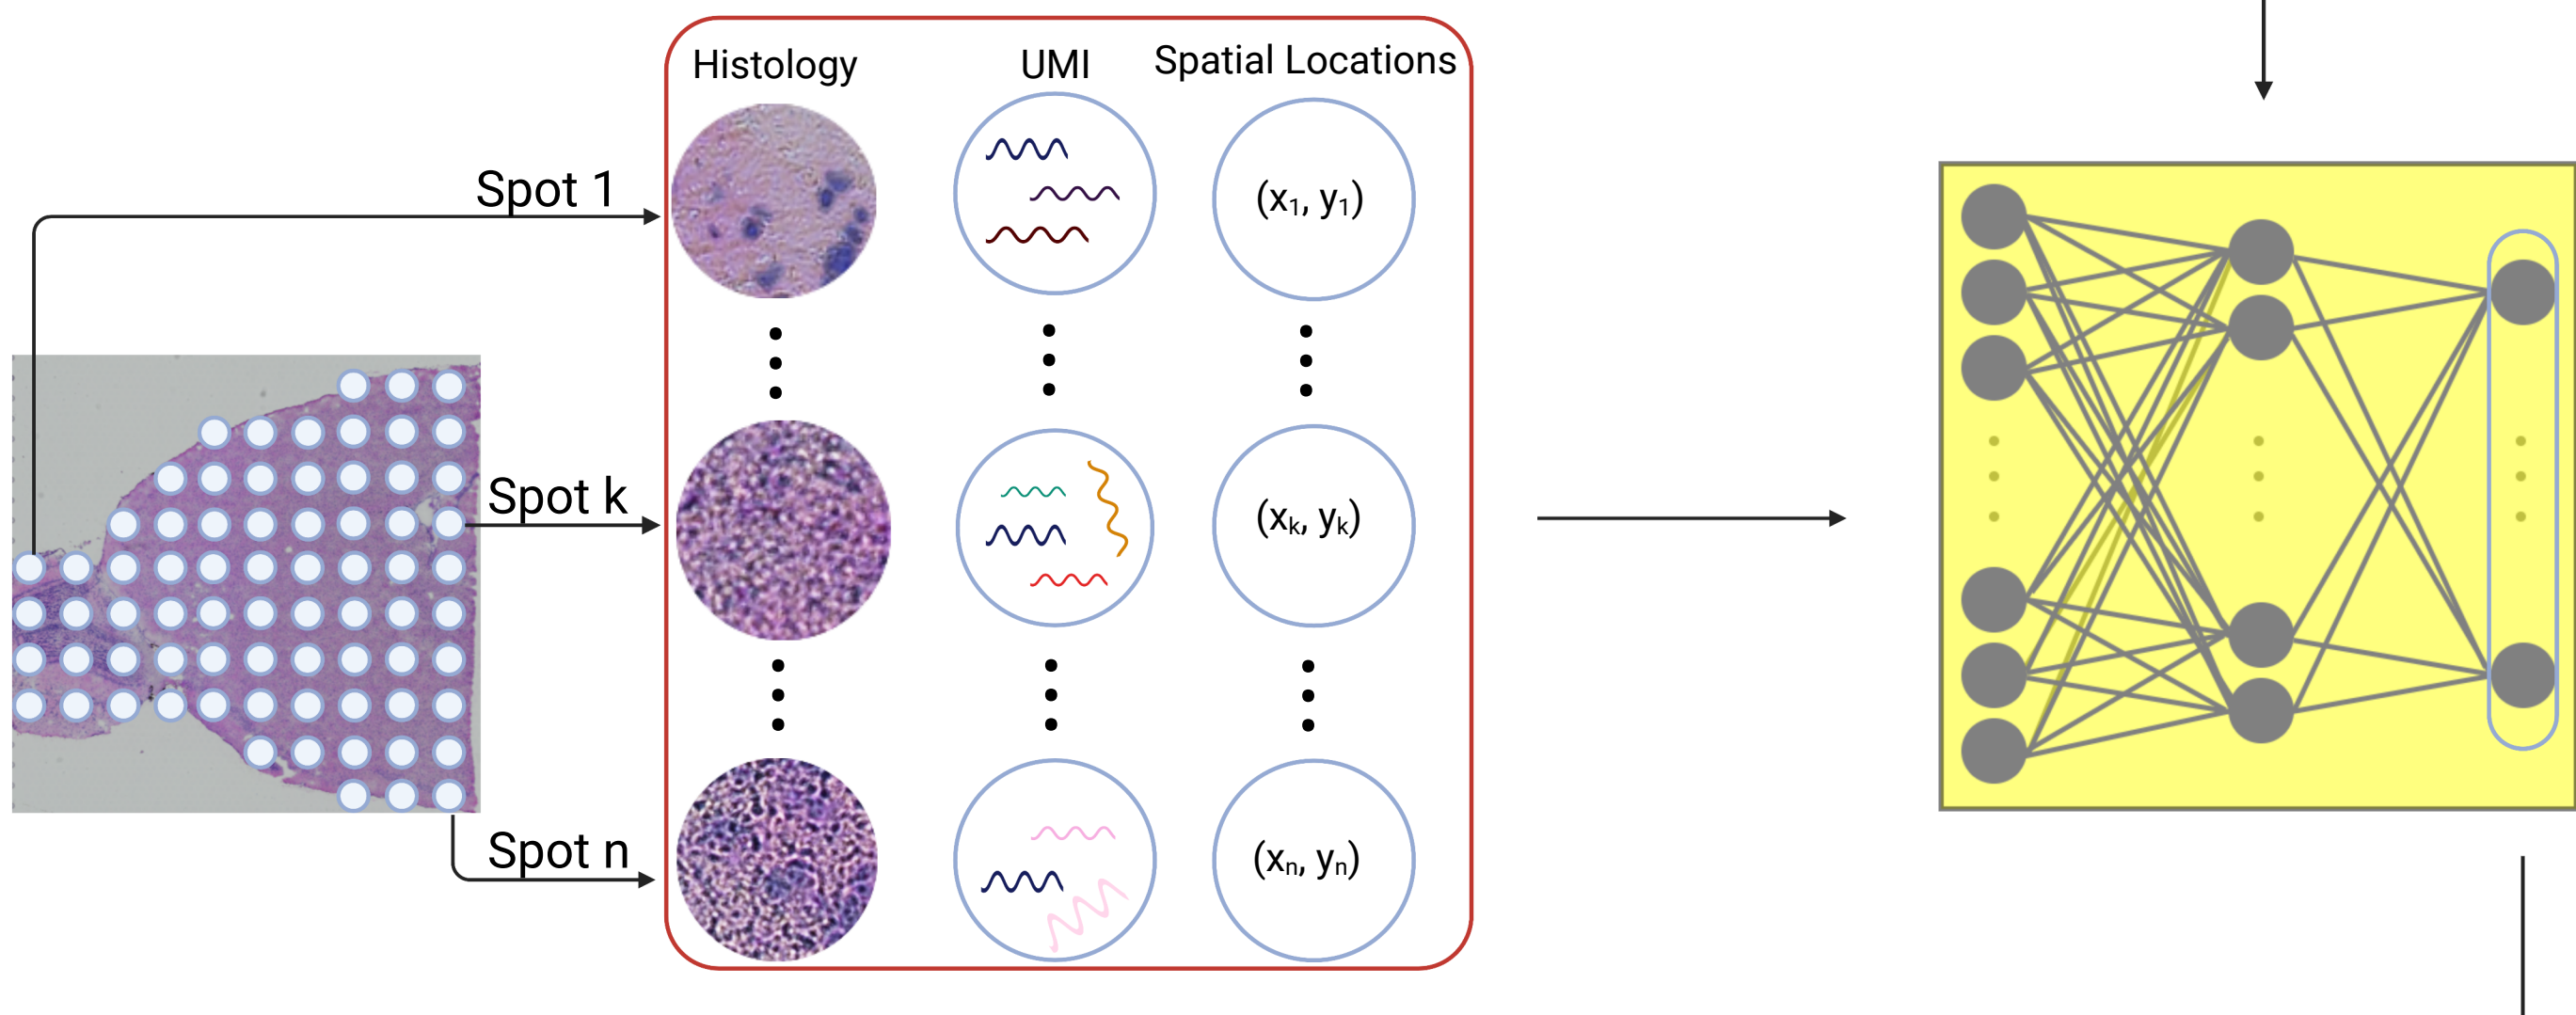 Histology UMI Spatial Locations
Spot 1
(x₁, y₁)
Spot k
(xₖ, yₖ)
Spot n
(xₙ, yₙ)